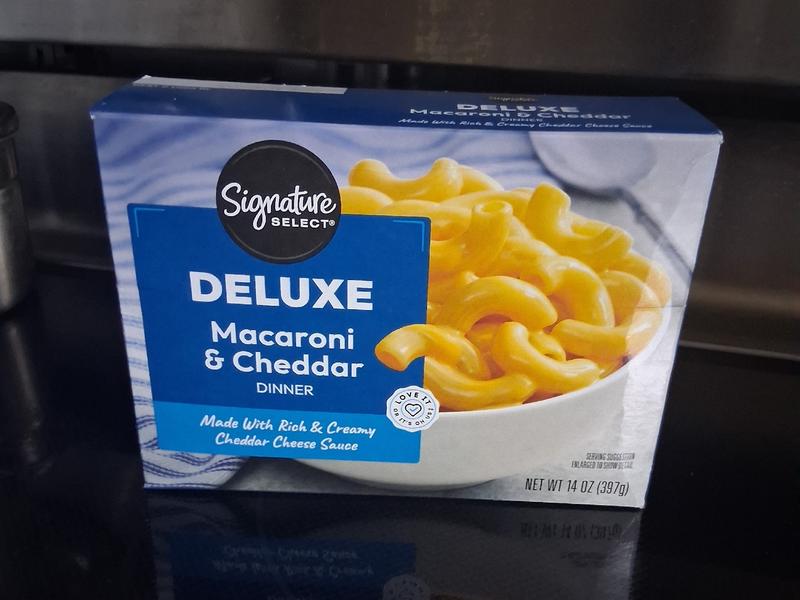 Signature
DELUXE
Macaroni & Cheddar
DINNER
Made With Rich & Creamy Cheddar Cheese Sauce
Signature
SELECT®
DELUXE
Macaroni
& Cheddar
DINNER
Made With Rich & Creamy
Cheddar Cheese Sauce
LOVE IT
OR IT'S ON US!
SERVING SUGGESTION
ENLARGED TO SHOW DETAIL
NET WT 14 OZ (397g)